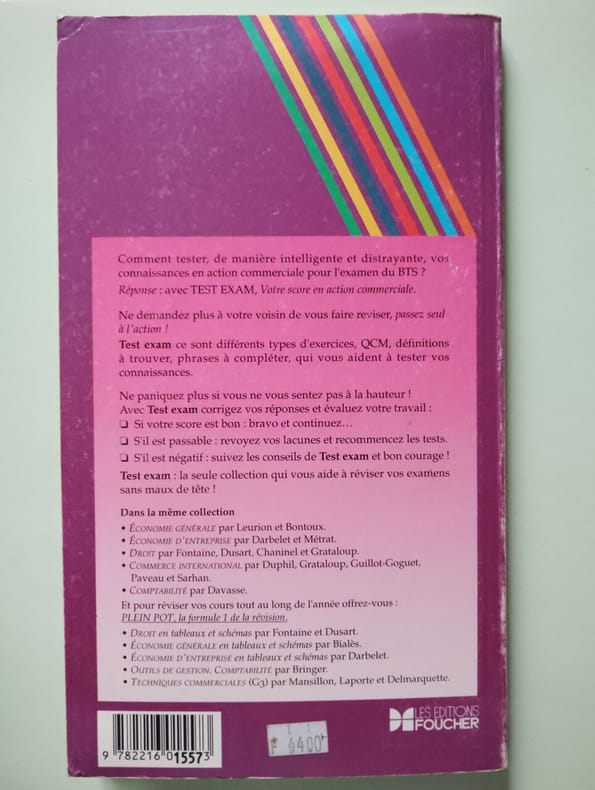 Comment tester, de manière intelligente et distrayante, vos
connaissances en action commerciale pour l'examen du BTS ?
Réponse : avec TEST EXAM, Votre score en action commerciale.
Ne demandez plus à votre voisin de vous faire reviser, passez seul
à l'action !
Test exam ce sont différents types d'exercices, QCM, définitions
à trouver, phrases à compléter, qui vous aident à tester vos
connaissances.
Ne paniquez plus si vous ne vous sentez pas à la hauteur !
Avec Test exam corrigez vos réponses et évaluez votre travail :
❏ Si votre score est bon : bravo et continuez…
❏ S'il est passable : revoyez vos lacunes et recommencez les tests.
❏ S'il est négatif : suivez les conseils de Test exam et bon courage !
Test exam : la seule collection qui vous aide à réviser vos examens
sans maux de tête !
Dans la même collection
• ÉCONOMIE GÉNÉRALE par Leurion et Bontoux.
• ÉCONOMIE D'ENTREPRISE par Darbelet et Métrat.
• DROIT par Fontaine, Dusart, Chaninel et Grataloup.
• COMMERCE INTERNATIONAL par Duphil, Grataloup, Guillot-Goguet,
Paveau et Sarhan.
• COMPTABILITÉ par Davasse.
Et pour réviser vos cours tout au long de l'année offrez-vous :
PLEIN POT, la formule 1 de la révision.
• DROIT en tableaux et schémas par Fontaine et Dusart.
• ÉCONOMIE GÉNÉRALE en tableaux et schémas par Bialès.
• ÉCONOMIE D'ENTREPRISE en tableaux et schémas par Darbelet.
• OUTILS DE GESTION. COMPTABILITÉ par Bringer.
• TECHNIQUES COMMERCIALES (G3) par Mansillon, Laporte et Delmarquette.
9 782216 015573
4400
LES EDITIONS
FOUCHER